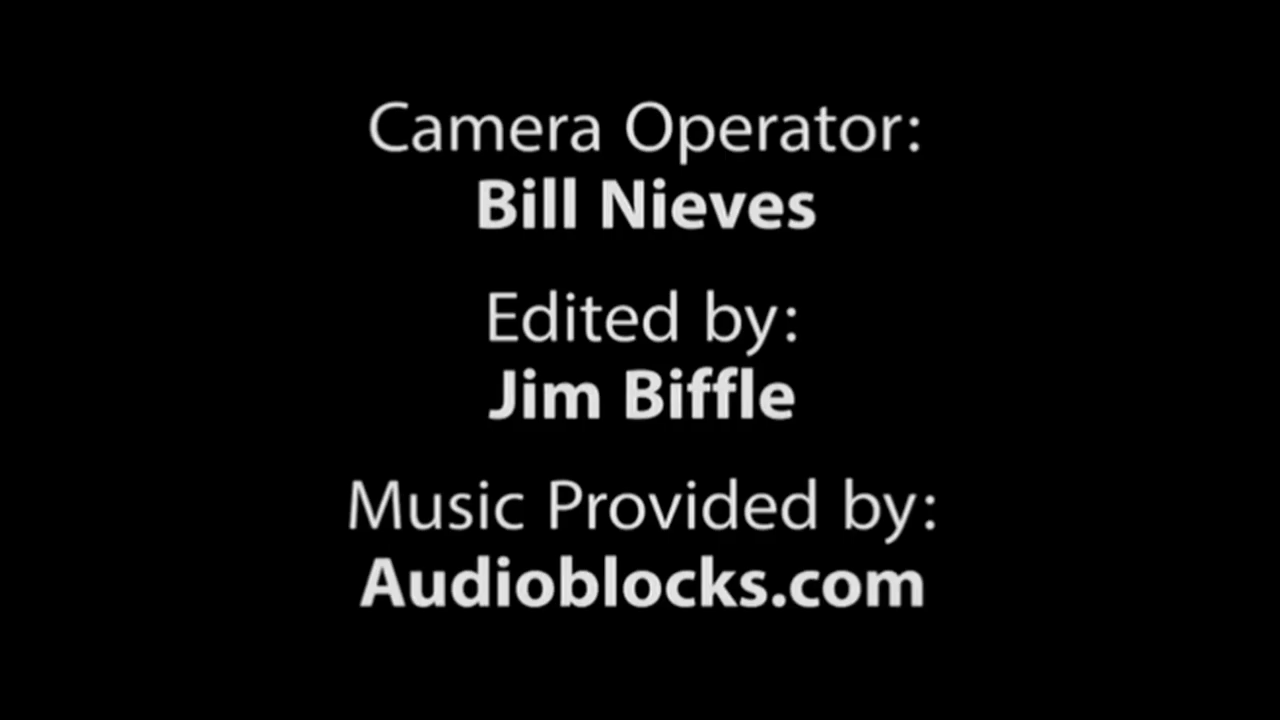 Camera Operator:
Bill Nieves
Edited by:
Jim Biffle
Music Provided by:
Audioblocks.com